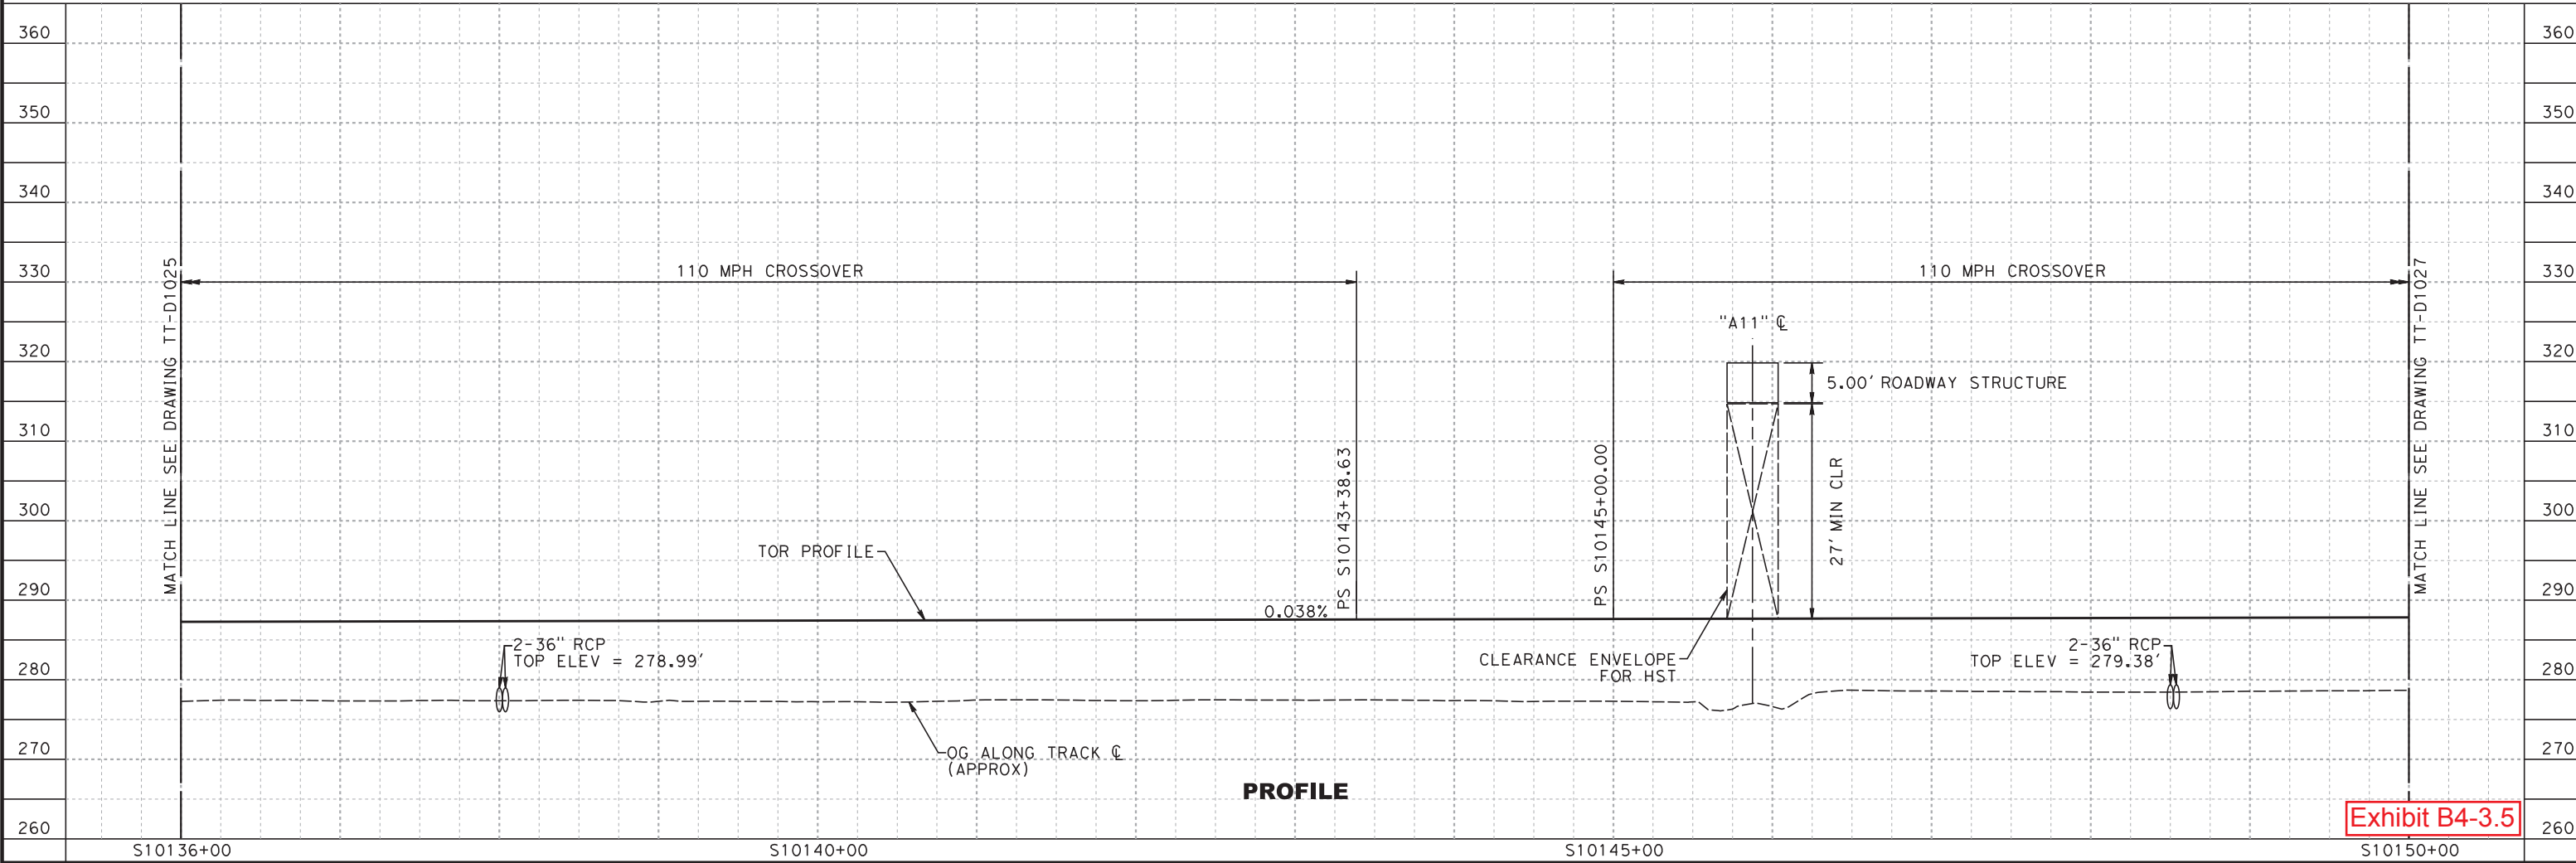 360
350
340
330
320
310
300
290
280
270
260
360
350
340
330
320
310
300
290
280
270
260
MATCH LINE SEE DRAWING TT-D1025
110 MPH CROSSOVER
110 MPH CROSSOVER
MATCH LINE SEE DRAWING TT-D1027
"A11" ℄
5.00' ROADWAY STRUCTURE
27' MIN CLR
PS S10143+38.63
PS S10145+00.00
TOR PROFILE
0.038%
2-36" RCP
TOP ELEV = 278.99'
CLEARANCE ENVELOPE
FOR HST
2-36" RCP
TOP ELEV = 279.38'
OG ALONG TRACK ℄
(APPROX)
PROFILE
Exhibit B4-3.5
S10136+00
S10140+00
S10145+00
S10150+00